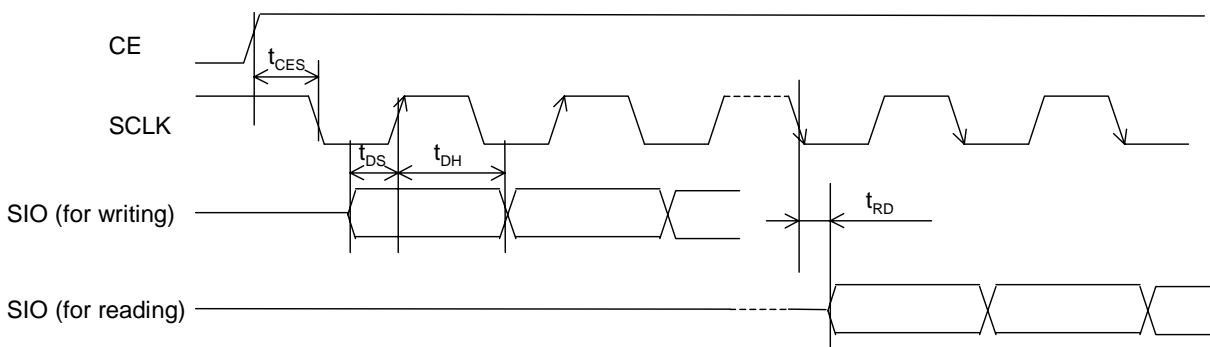 CE
tCES
SCLK
tDS
tDH
SIO (for writing)
tRD
SIO (for reading)